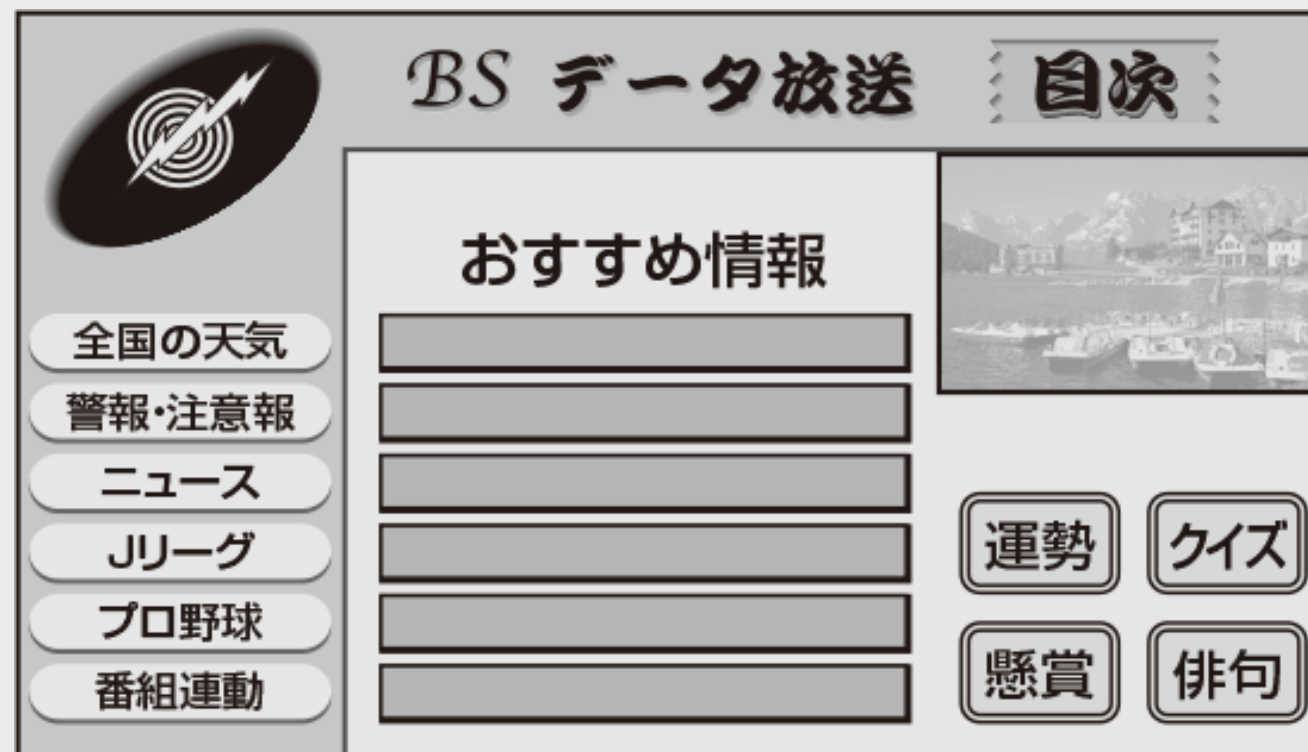 BS データ放送 目次
おすすめ情報
全国の天気
警報・注意報
ニュース
Jリーグ
プロ野球
番組連動
運勢 クイズ
懸賞 俳句